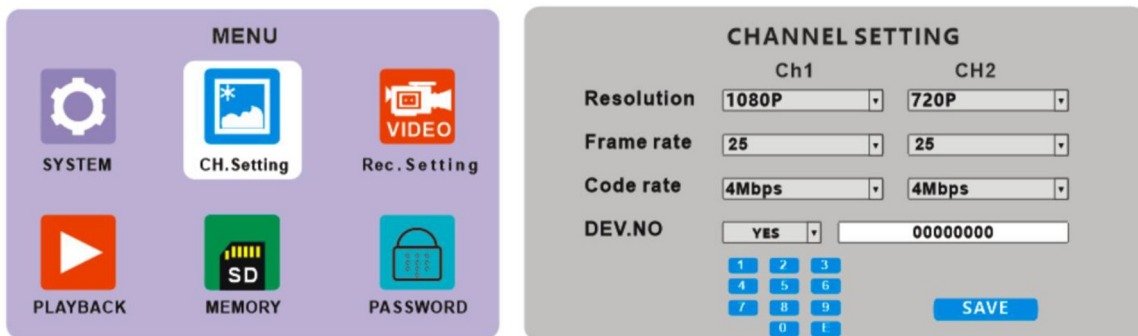 MENU
SYSTEM CH.Setting VIDEO Rec.Setting
PLAYBACK SD MEMORY PASSWORD
CHANNEL SETTING
Ch1 CH2
Resolution 1080P 720P
Frame rate 25 25
Code rate 4Mbps 4Mbps
DEV.NO YES 00000000
1 2 3
4 5 6
7 8 9
0 E
SAVE